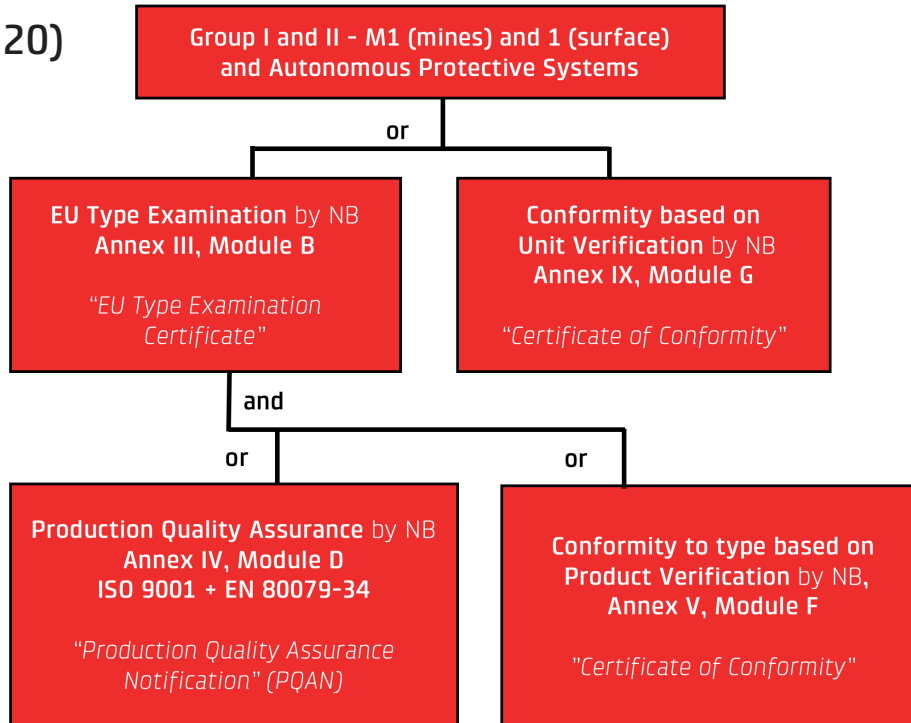 20)
Group I and II - M1 (mines) and 1 (surface)
and Autonomous Protective Systems
or
EU Type Examination by NB
Annex III, Module B
“EU Type Examination
Certificate”
Conformity based on
Unit Verification by NB
Annex IX, Module G
“Certificate of Conformity”
and
or
or
Production Quality Assurance by NB
Annex IV, Module D
ISO 9001 + EN 80079-34
“Production Quality Assurance
Notification” (PQAN)
Conformity to type based on
Product Verification by NB,
Annex V, Module F
”Certificate of Conformity”